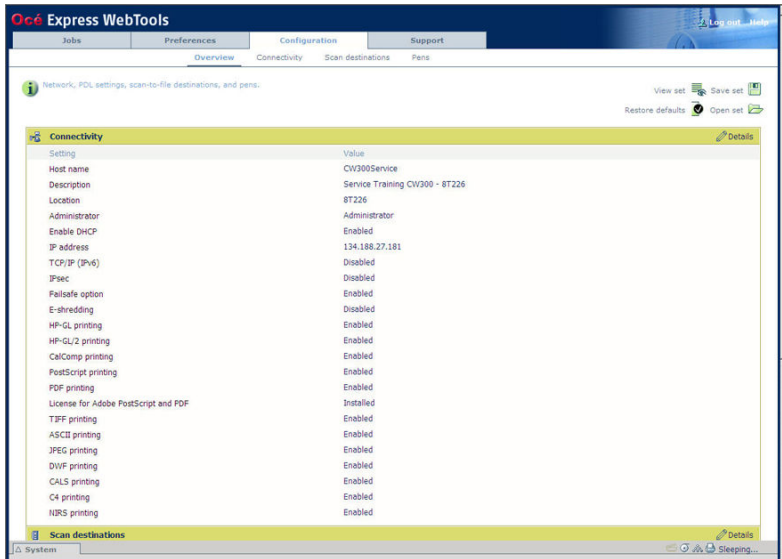 Océ Express WebTools
Log out Help
Jobs Preferences Configuration Support
Overview Connectivity Scan destinations Pens
Network, PDL settings, scan-to-file destinations, and pens.
View set Save set
Restore defaults Open set
Connectivity Details
Setting Value
Host name CW300Service
Description Service Training CW300 - 8T226
Location 8T226
Administrator Administrator
Enable DHCP Enabled
IP address 134.188.27.181
TCP/IP (IPv6) Disabled
IPsec Disabled
Failsafe option Enabled
E-shredding Disabled
HP-GL printing Enabled
HP-GL/2 printing Enabled
CalComp printing Enabled
PostScript printing Enabled
PDF printing Enabled
License for Adobe PostScript and PDF Installed
TIFF printing Enabled
ASCII printing Enabled
JPEG printing Enabled
DWF printing Enabled
CALS printing Enabled
C4 printing Enabled
NIRS printing Enabled
Scan destinations Details
System Sleeping...